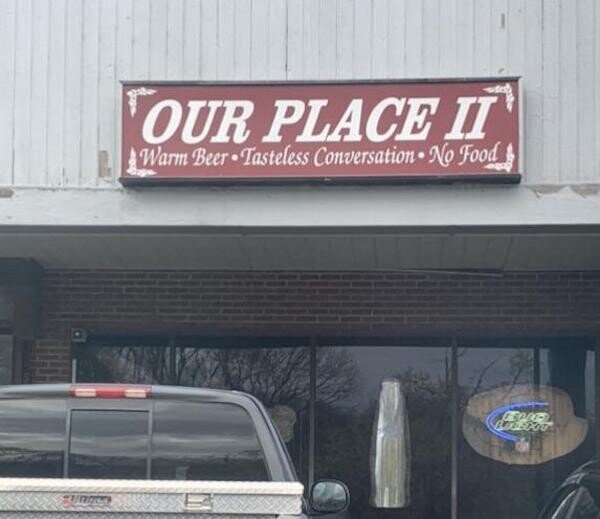 OUR PLACE II
Warm Beer • Tasteless Conversation • No Food
BUD
LIGHT